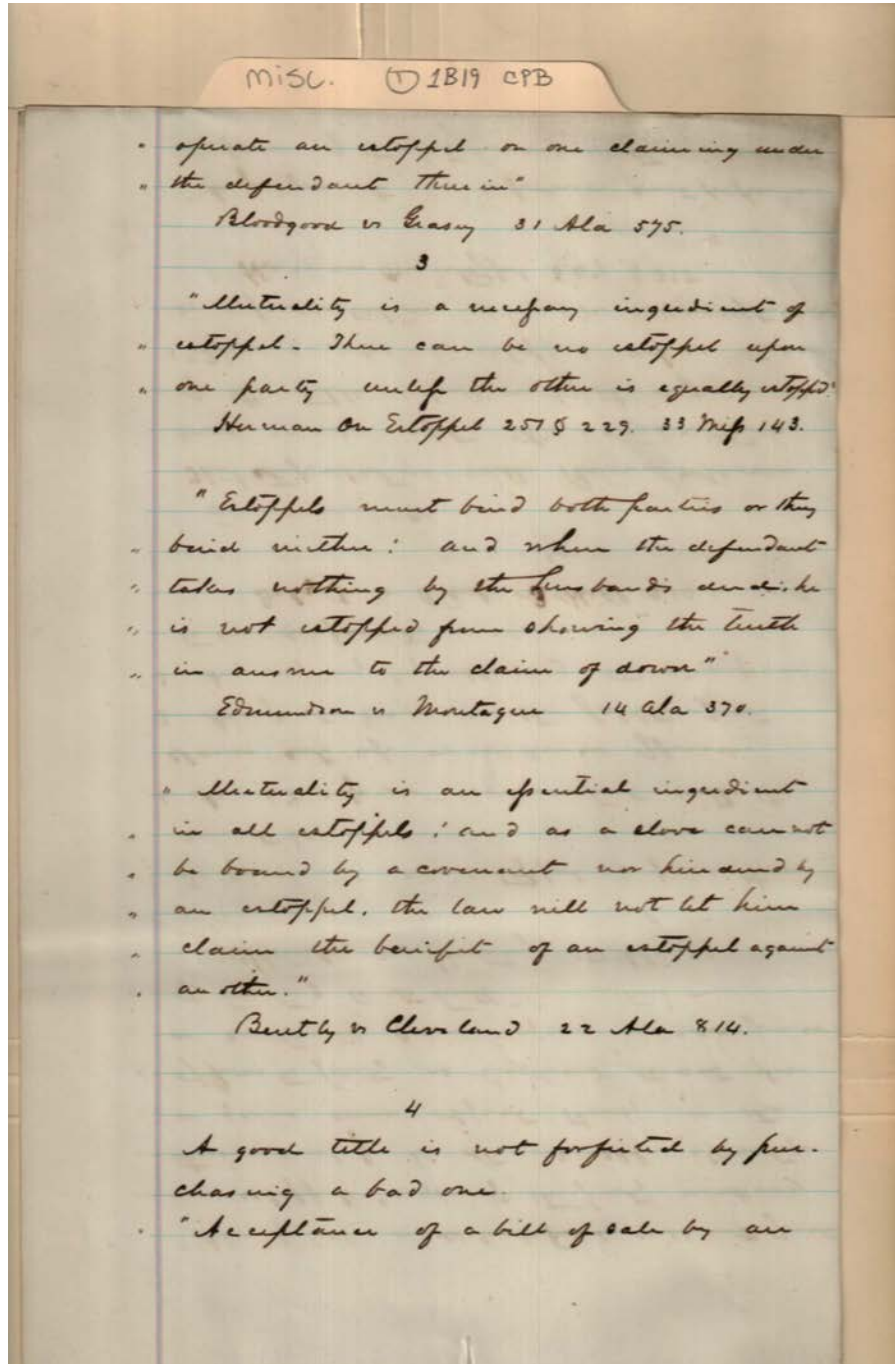 Misc. (T) 1B19 CPB
" operate an estoppel on one claiming under
" the defendant therein"
Bloodgood vs Grasey 31 Ala 575.
3
"Mutuality is a necessary ingredient of
" estoppel. There can be no estoppel upon
" one party unless the other is equally estopped."
Herman On Estoppel 251 § 229. 33 Miss 143.
" Estoppels must bind both parties or they
" bind neither: and when the defendant
" takes nothing by the husbands deed, he
" is not estopped from showing the truth
" in answer to the claim of dower"
Edmundson vs Montague 14 Ala 370.
" Mutuality is an essential ingredient
" in all estoppels; and as a slave cannot
" be bound by a covenant nor hindered by
" an estoppel, the law will not let him
" claim the benifit of an estoppel against
" another."
Bently vs Cleveland 22 Ala 814.
4
A good title is not forfieted by pur-
chasing a bad one.
" "Acceptance of a bill of sale by an